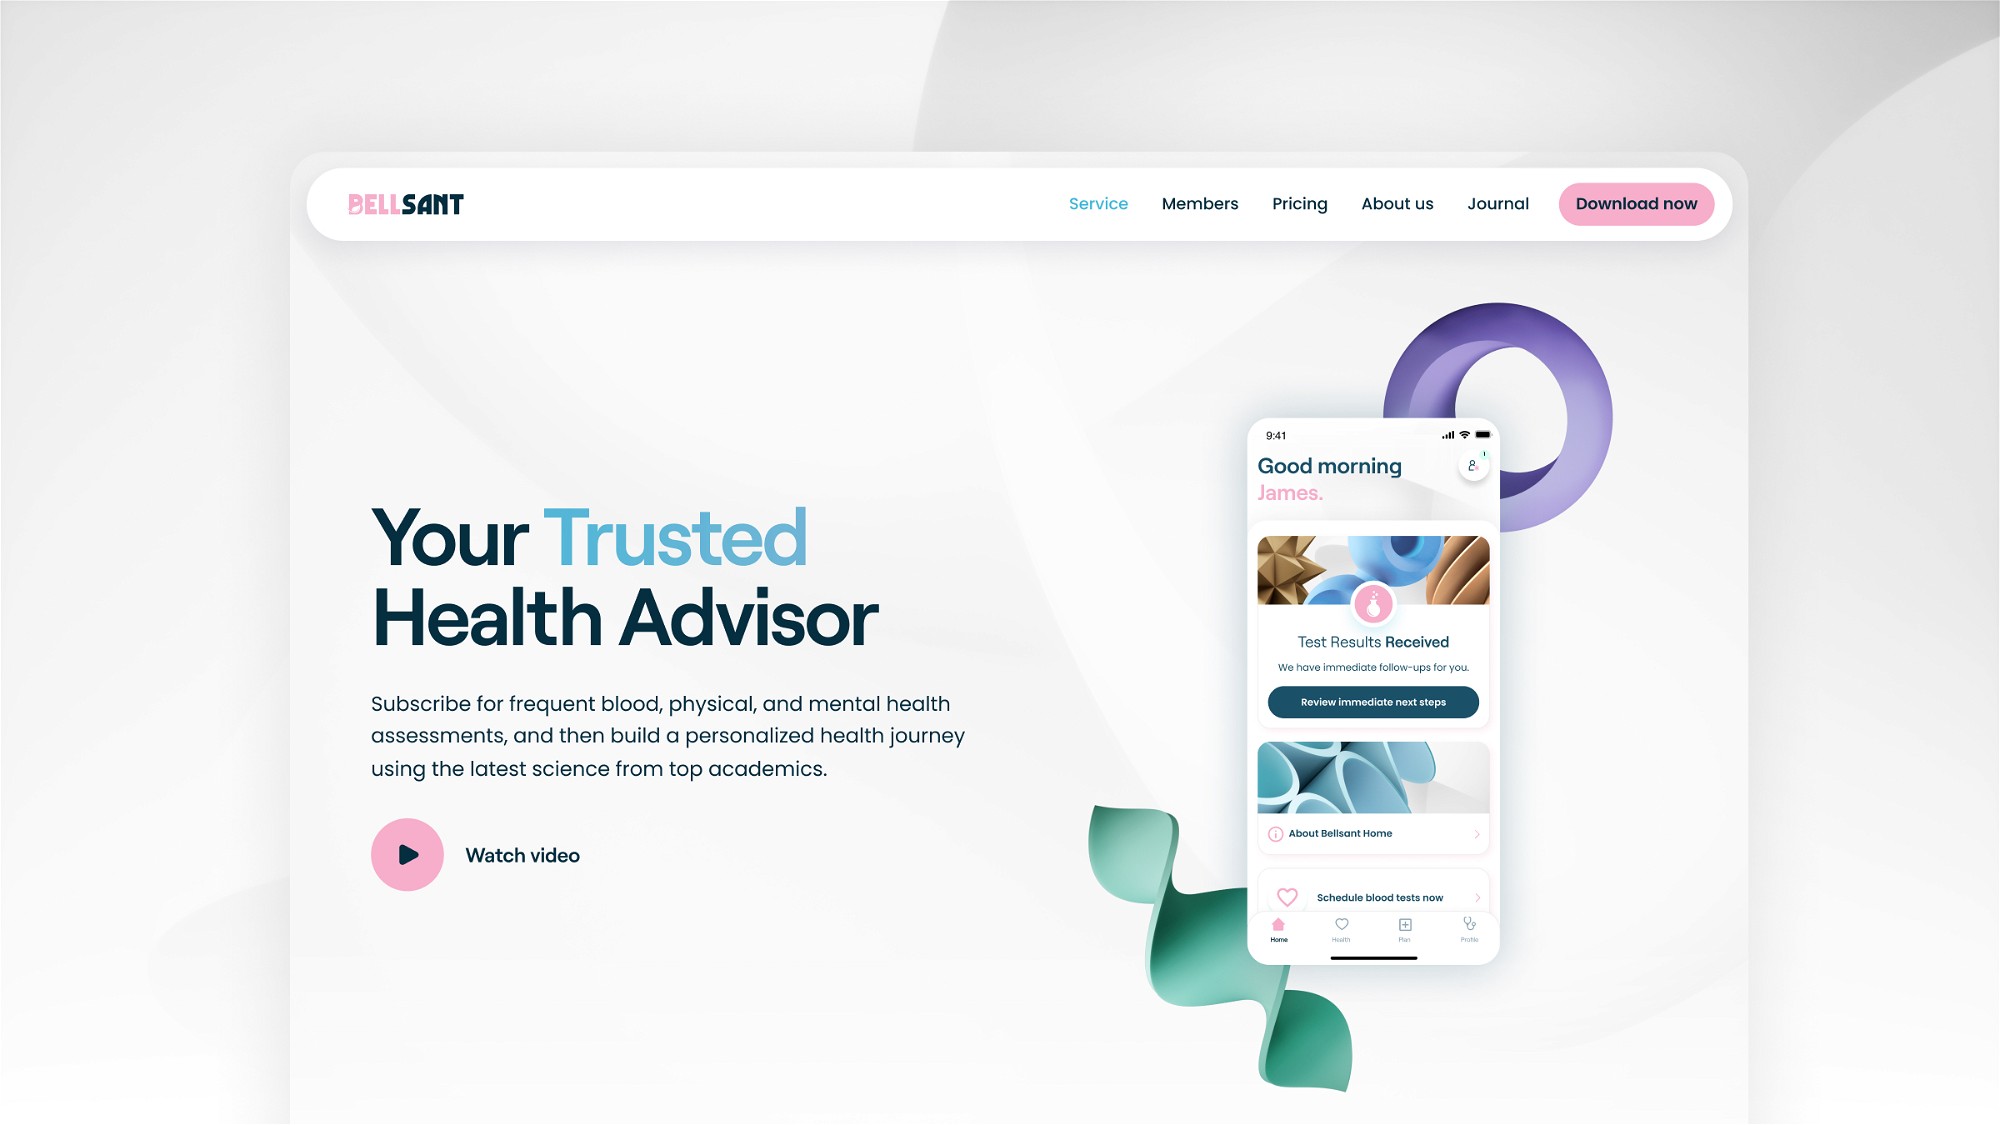 BELLSANT
Service
Members
Pricing
About us
Journal
Download now
Your Trusted
Health Advisor
Subscribe for frequent blood, physical, and mental health
assessments, and then build a personalized health journey
using the latest science from top academics.
Watch video
9:41
Good morning
James.
1
Test Results Received
We have immediate follow-ups for you.
Review immediate next steps
About Bellsant Home
Schedule blood tests now
Home
Health
Plan
Profile